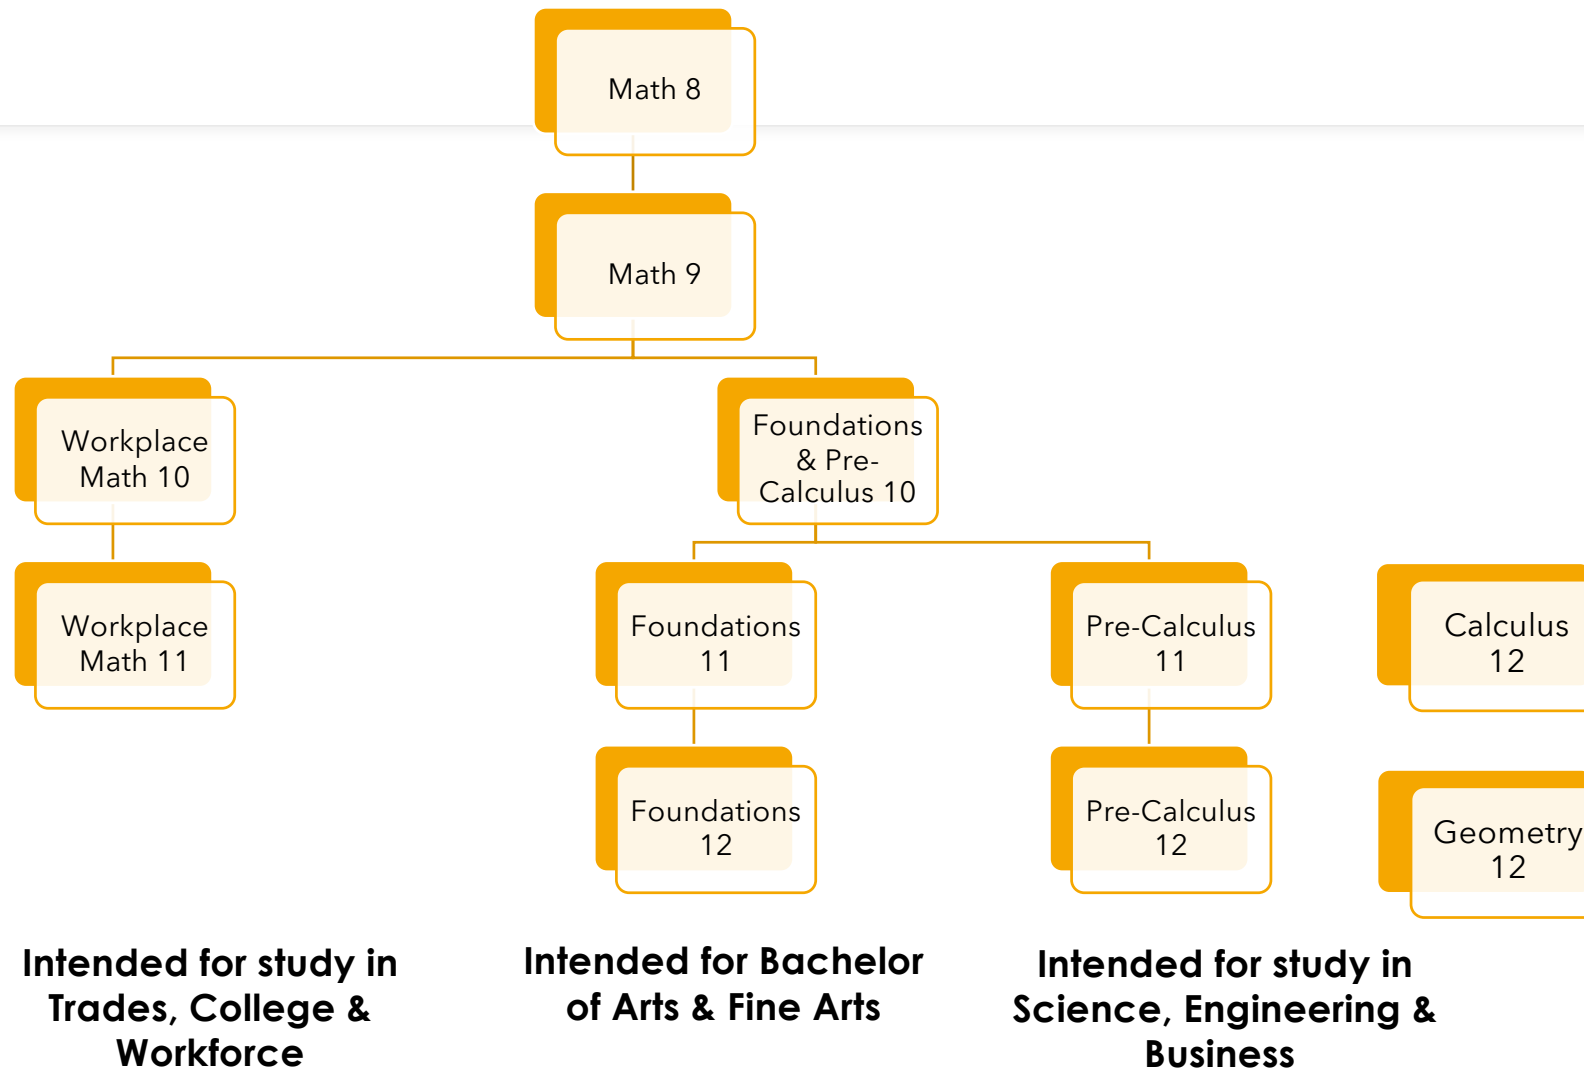 Math 8
Math 9
Workplace
Math 10
Foundations
& Pre-
Calculus 10
Workplace
Math 11
Foundations
11
Pre-Calculus
11
Calculus
12
Foundations
12
Pre-Calculus
12
Geometry
12
Intended for study in
Trades, College &
Workforce
Intended for Bachelor
of Arts & Fine Arts
Intended for study in
Science, Engineering &
Business